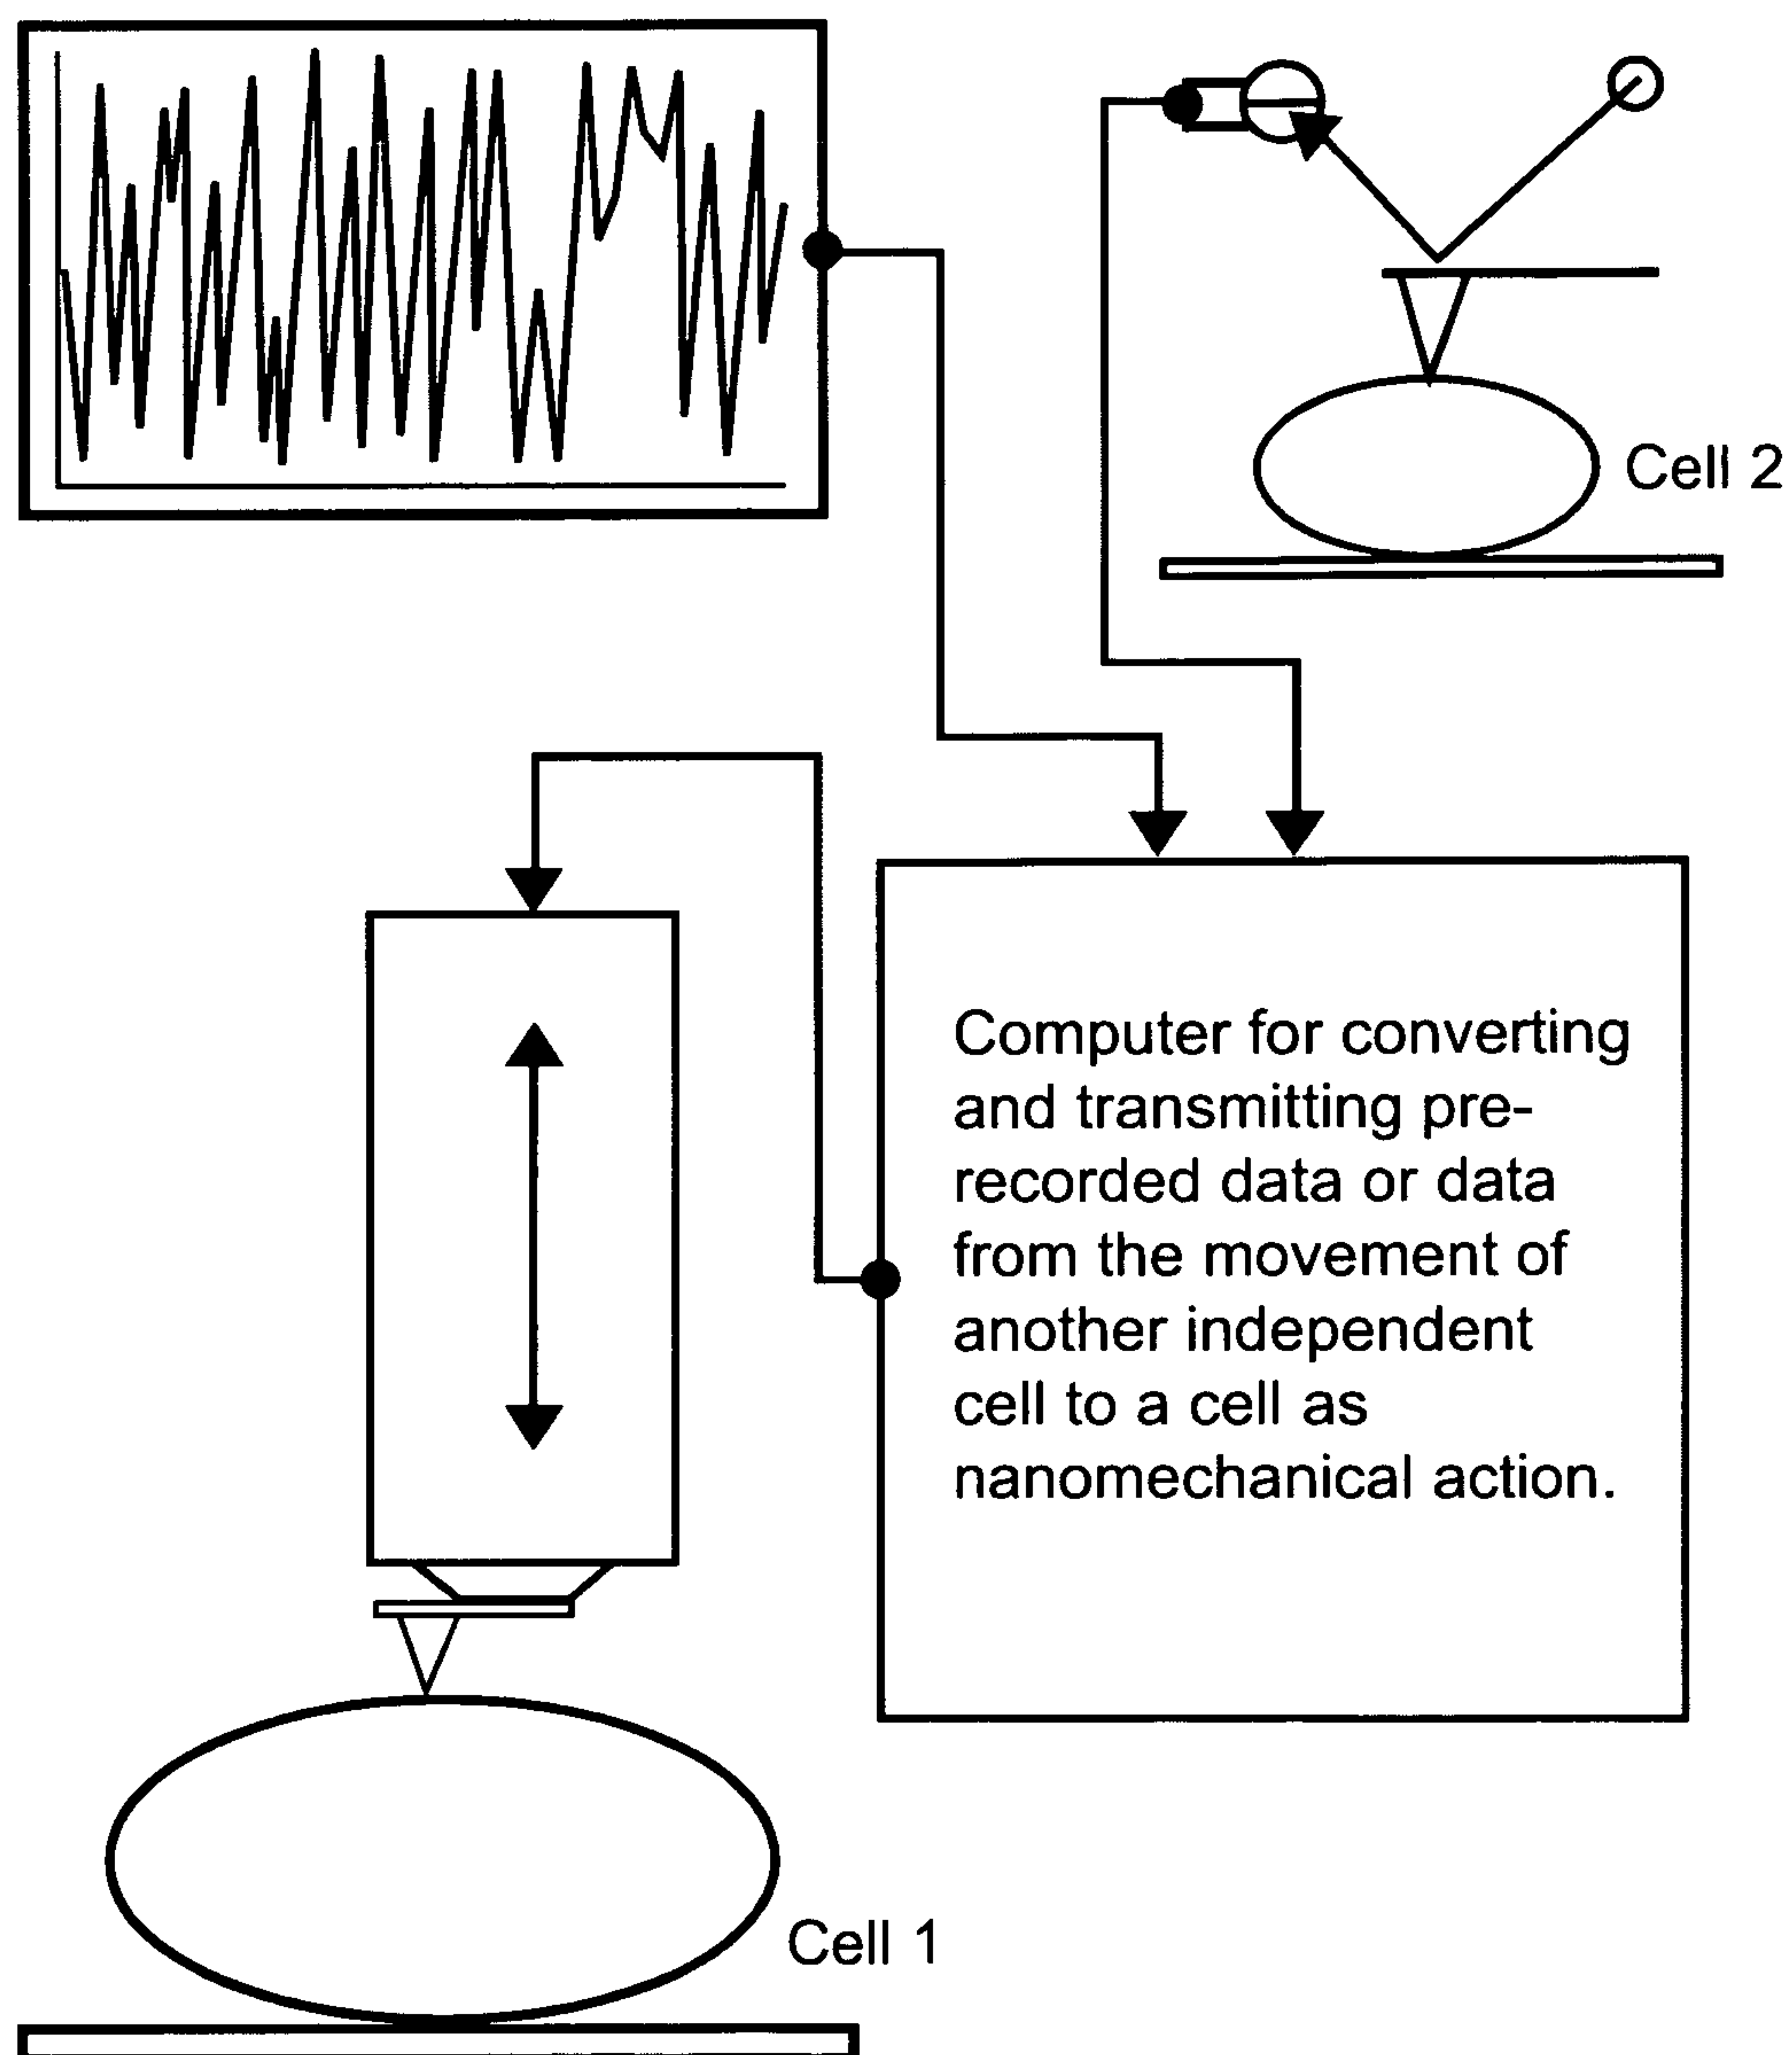 Cell 2
Computer for converting
and transmitting pre-
recorded data or data
from the movement of
another independent
cell to a cell as
nanomechanical action.
Cell 1